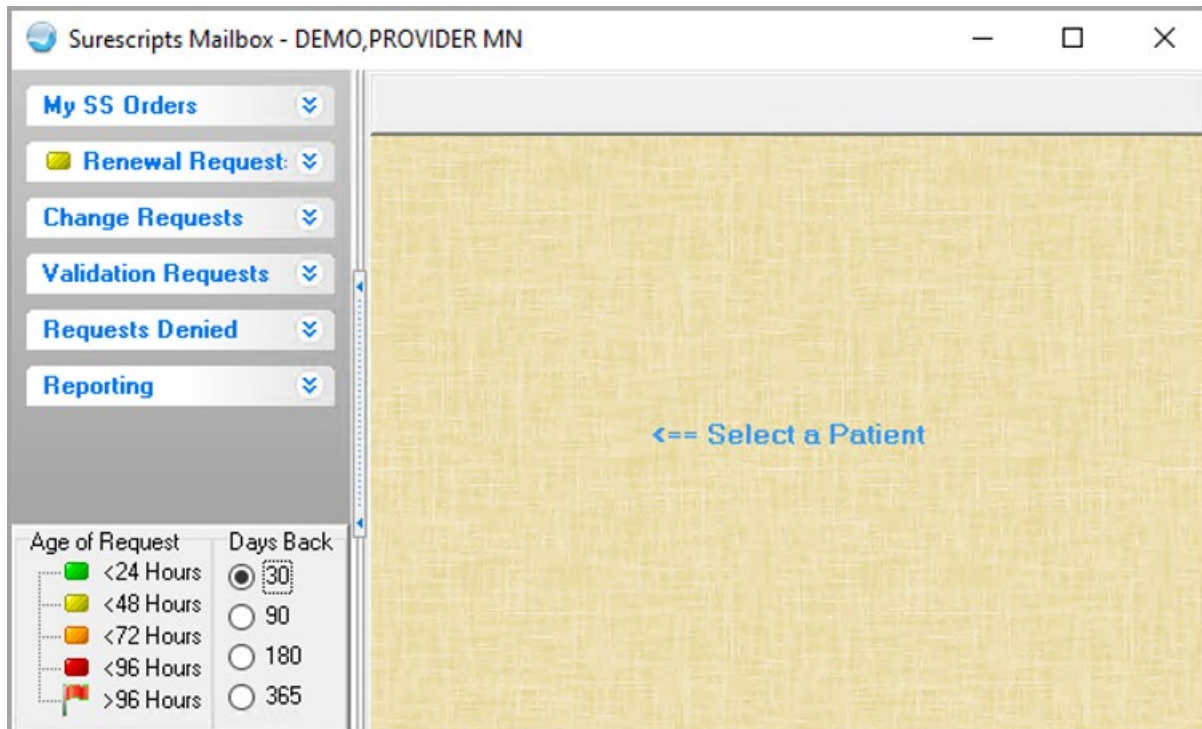 Surescripts Mailbox - DEMO,PROVIDER MN
My SS Orders
Renewal Request
Change Requests
Validation Requests
Requests Denied
Reporting
<== Select a Patient
Age of Request
<24 Hours
<48 Hours
<72 Hours
<96 Hours
>96 Hours
Days Back
30
90
180
365